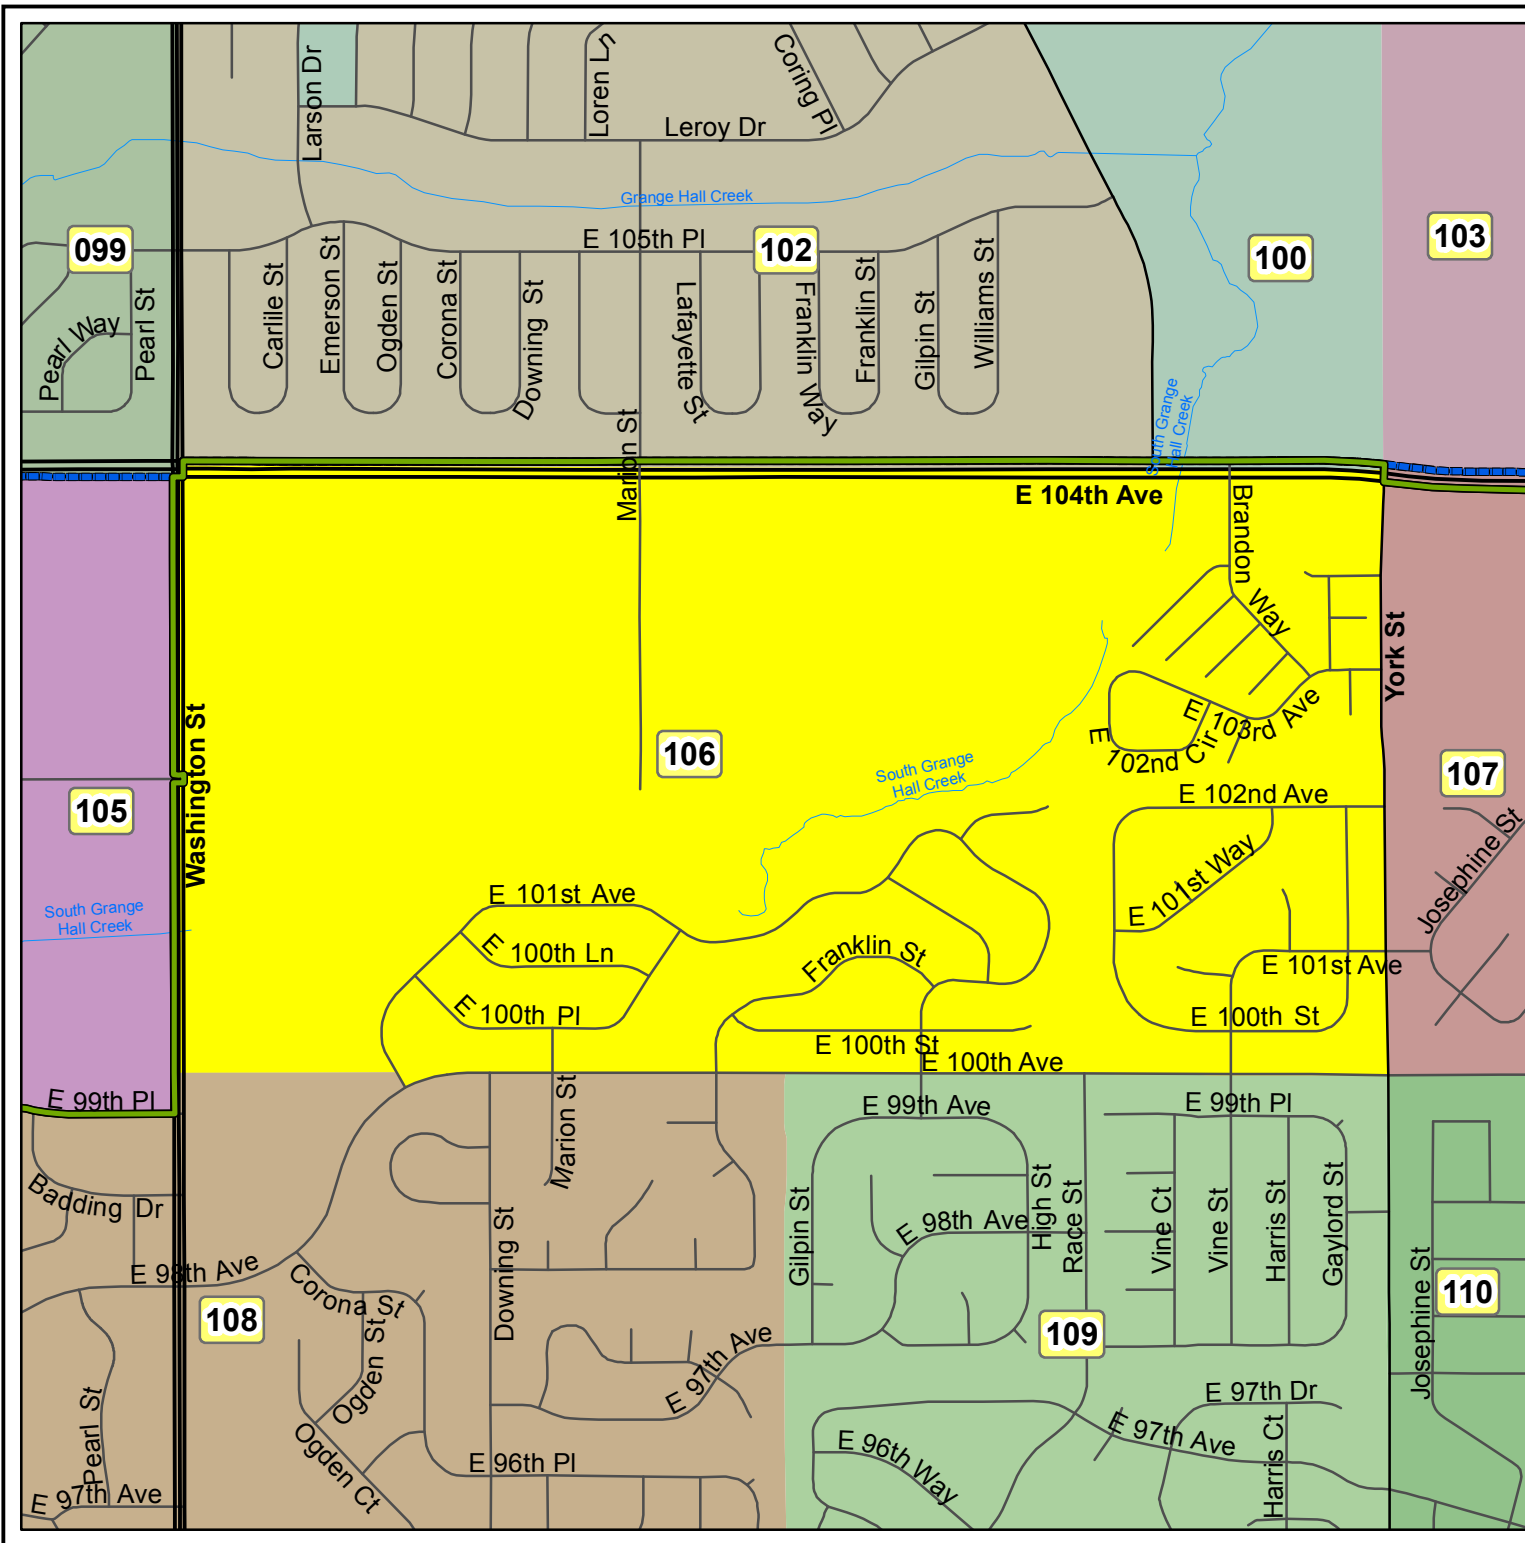 Larson Dr
Loren Ln
Coring Pl
Leroy Dr
Grange Hall Creek
099
E 105th Pl
102
100
103
Pearl Way
Pearl St
Carlile St
Emerson St
Ogden St
Corona St
Downing St
Lafayette St
Franklin Way
Franklin St
Gilpin St
Williams St
Marion St
South Grange
Hall Creek
E 104th Ave
Brandon
Way
York St
E 103rd Ave
E 102nd Cir
Washington St
106
105
107
South Grange
Hall Creek
E 102nd Ave
E 101st Way
Josephine St
E 101st Ave
South Grange
Hall Creek
E 100th Ln
Franklin St
E 101st Ave
E 100th Pl
E 100th St
E 100th St
E 100th Ave
E 99th Pl
Marion St
E 99th Ave
E 99th Pl
Badding Dr
Gilpin St
E 98th Ave
High St
Race St
Vine Ct
Vine St
Harris St
Gaylord St
E 98th Ave
Corona St
Downing St
108
109
110
Josephine St
Ogden St
E 97th Ave
Pearl St
Ogden Ct
E 96th Pl
E 96th Way
E 97th Dr
E 97th Ave
Harris Ct
E 97th Ave